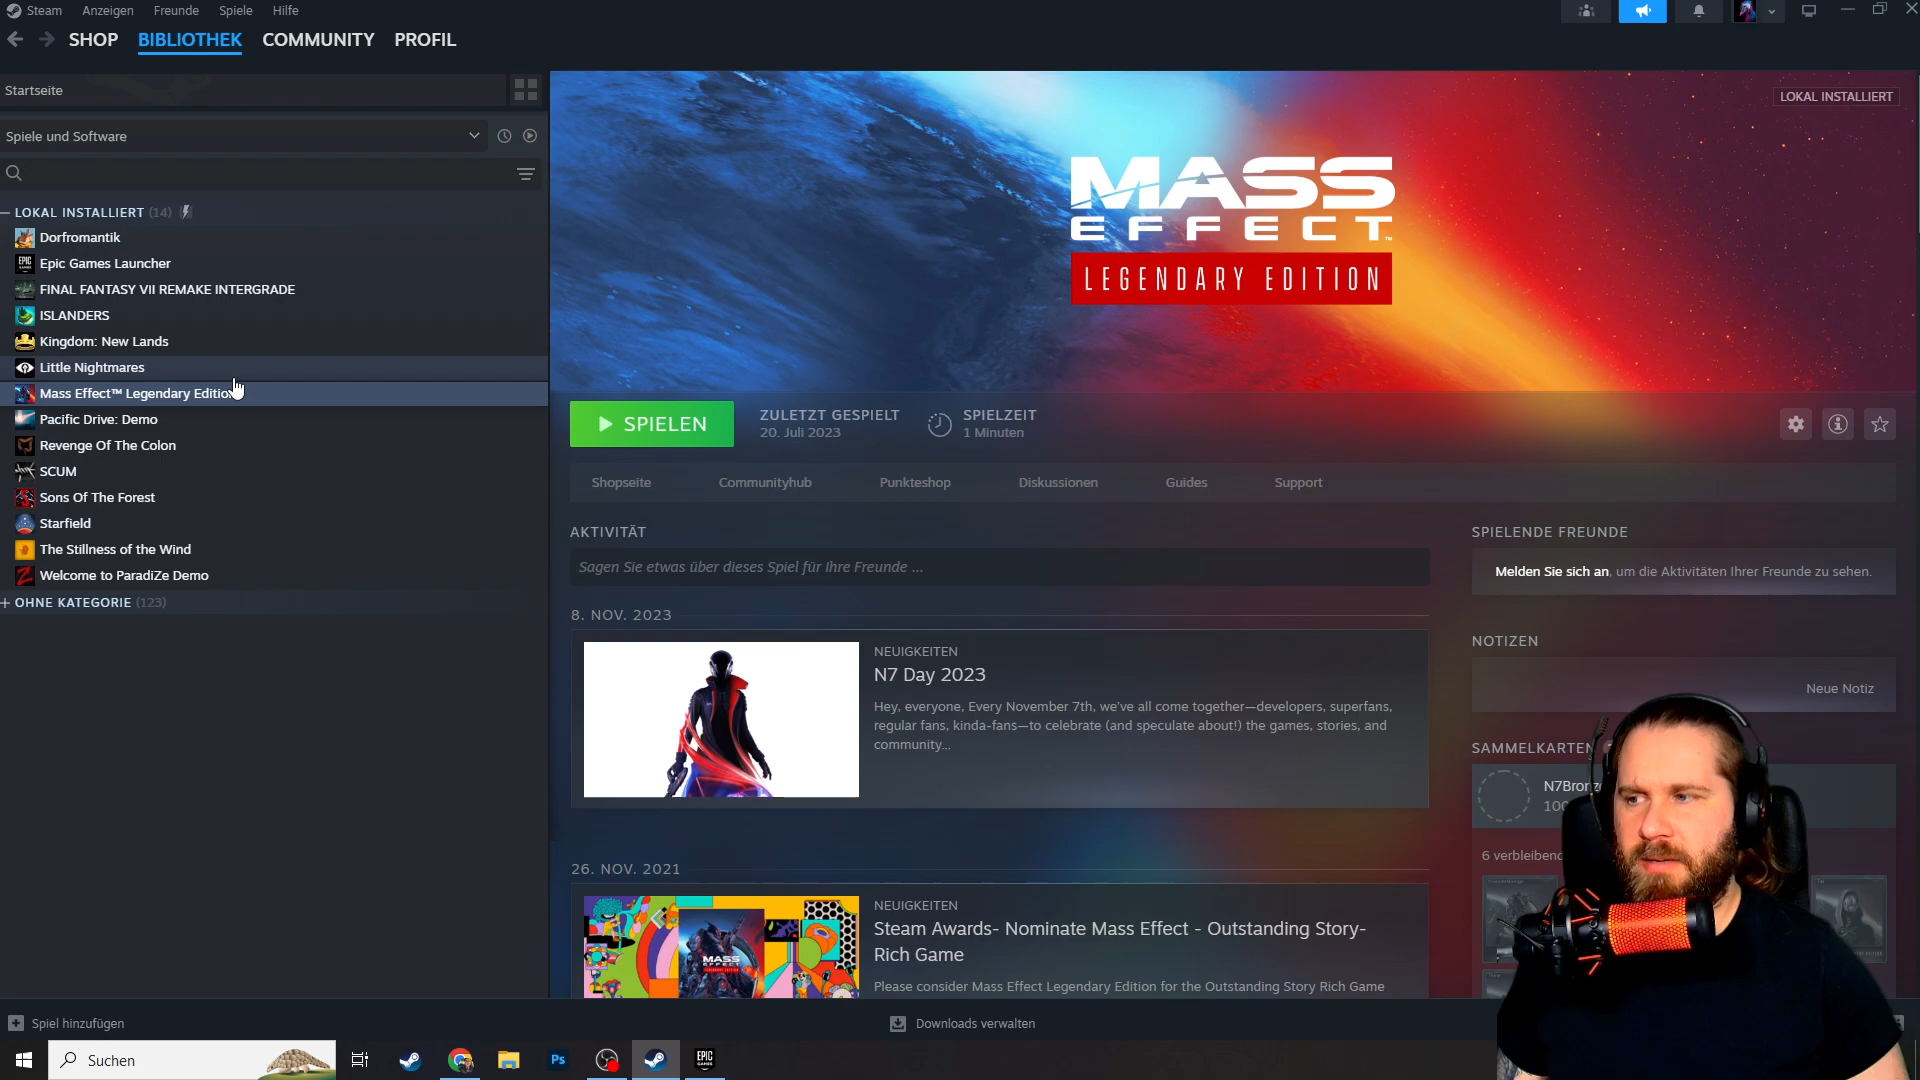 Steam Anzeigen Freunde Spiele Hilfe
SHOP BIBLIOTHEK COMMUNITY PROFIL
Startseite
Spiele und Software
LOKAL INSTALLIERT (14)
Dorfromantik
Epic Games Launcher
FINAL FANTASY VII REMAKE INTERGRADE
ISLANDERS
Kingdom: New Lands
Little Nightmares
Mass Effect™ Legendary Edition
Pacific Drive: Demo
Revenge Of The Colon
SCUM
Sons Of The Forest
Starfield
The Stillness of the Wind
Welcome to ParadiZe Demo
OHNE KATEGORIE (123)
LOKAL INSTALLIERT
MASS
EFFECT™
LEGENDARY EDITION
SPIELEN
ZULETZT GESPIELT
20. Juli 2023
SPIELZEIT
1 Minuten
Shopseite Communityhub Punkteshop Diskussionen Guides Support
AKTIVITÄT
Sagen Sie etwas über dieses Spiel für Ihre Freunde ...
8. NOV. 2023
NEUIGKEITEN
N7 Day 2023
Hey, everyone, Every November 7th, we've all come together—developers, superfans,
regular fans, kinda-fans—to celebrate (and speculate about!) the games, stories, and
community...
26. NOV. 2021
NEUIGKEITEN
Steam Awards- Nominate Mass Effect - Outstanding Story-
Rich Game
Please consider Mass Effect Legendary Edition for the Outstanding Story Rich Game
MASS
EFFECT
SPIELENDE FREUNDE
Melden Sie sich an, um die Aktivitäten Ihrer Freunde zu sehen.
NOTIZEN
Neue Notiz
SAMMELKARTEN
N7Bronze
100
6 verbleibend
Spiel hinzufügen
Downloads verwalten
Suchen
Ps
EPIC
GAMES